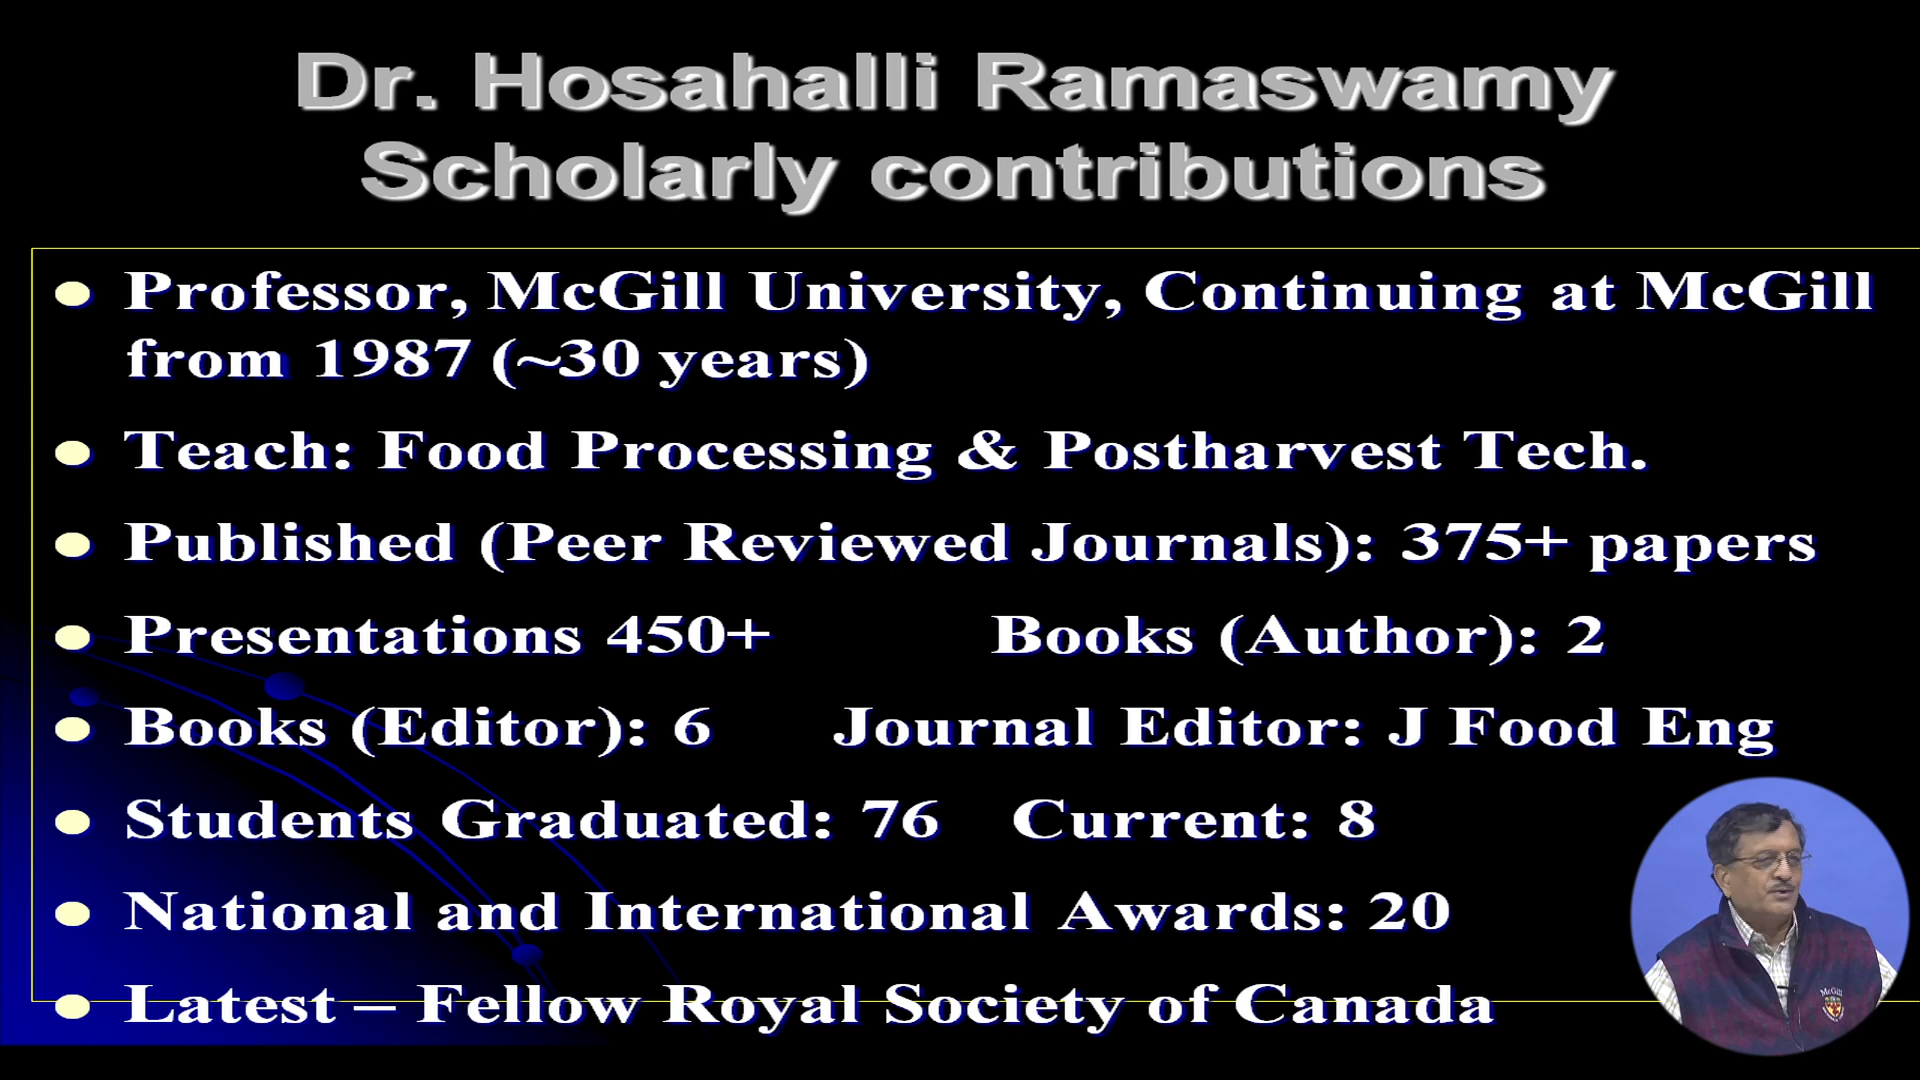 Dr. Hosahalli Ramaswamy
Scholarly contributions
Professor, McGill University, Continuing at McGill
from 1987 (~30 years)
Teach: Food Processing & Postharvest Tech.
Published (Peer Reviewed Journals): 375+ papers
Presentations 450+ Books (Author): 2
Books (Editor): 6 Journal Editor: J Food Eng
Students Graduated: 76 Current: 8
National and International Awards: 20
Latest – Fellow Royal Society of Canada
McGill